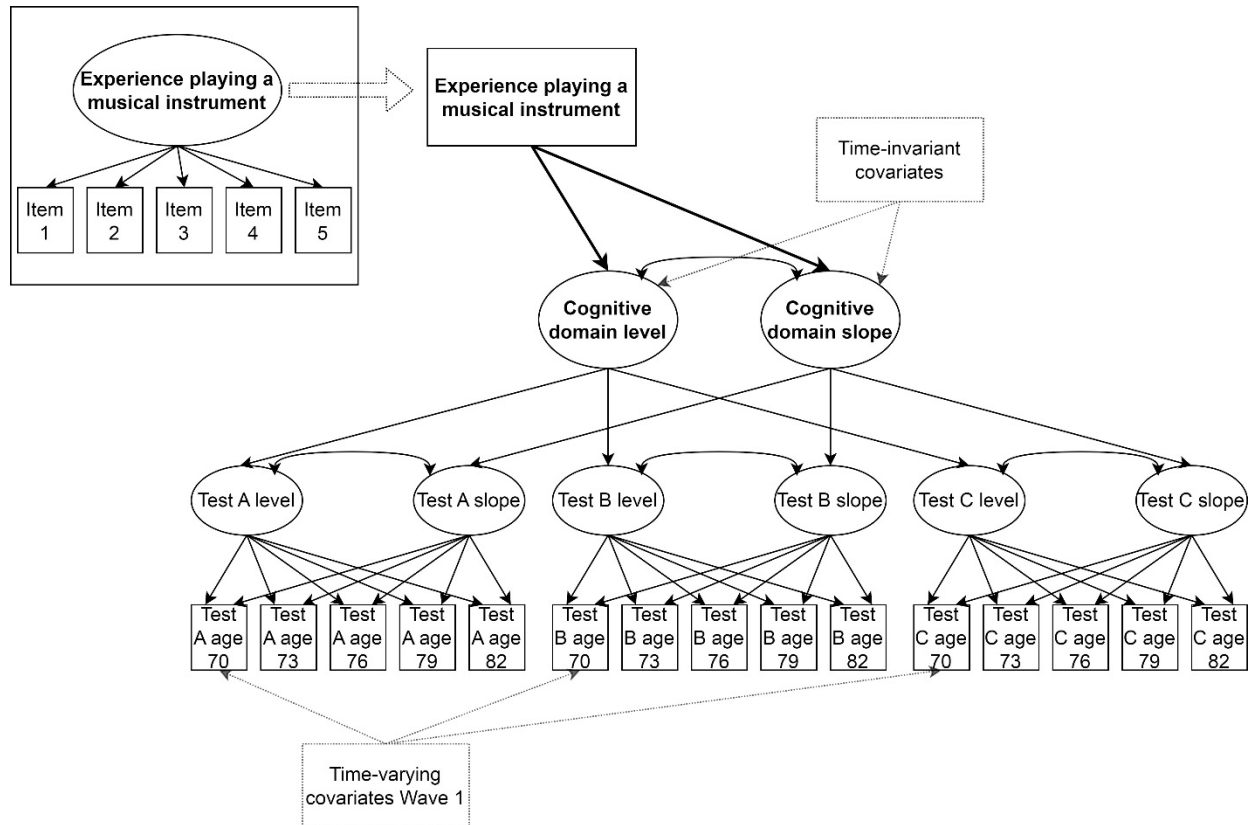 Experience playing a
musical instrument
Item
1
Item
2
Item
3
Item
4
Item
5
Experience playing a
musical instrument
Time-invariant
covariates
Cognitive
domain level
Cognitive
domain slope
Test A level
Test A slope
Test B level
Test B slope
Test C level
Test C slope
Test
A age
70
Test
A age
73
Test
A age
76
Test
A age
79
Test
A age
82
Test
B age
70
Test
B age
73
Test
B age
76
Test
B age
79
Test
B age
82
Test
C age
70
Test
C age
73
Test
C age
76
Test
C age
79
Test
C age
82
Time-varying
covariates Wave 1